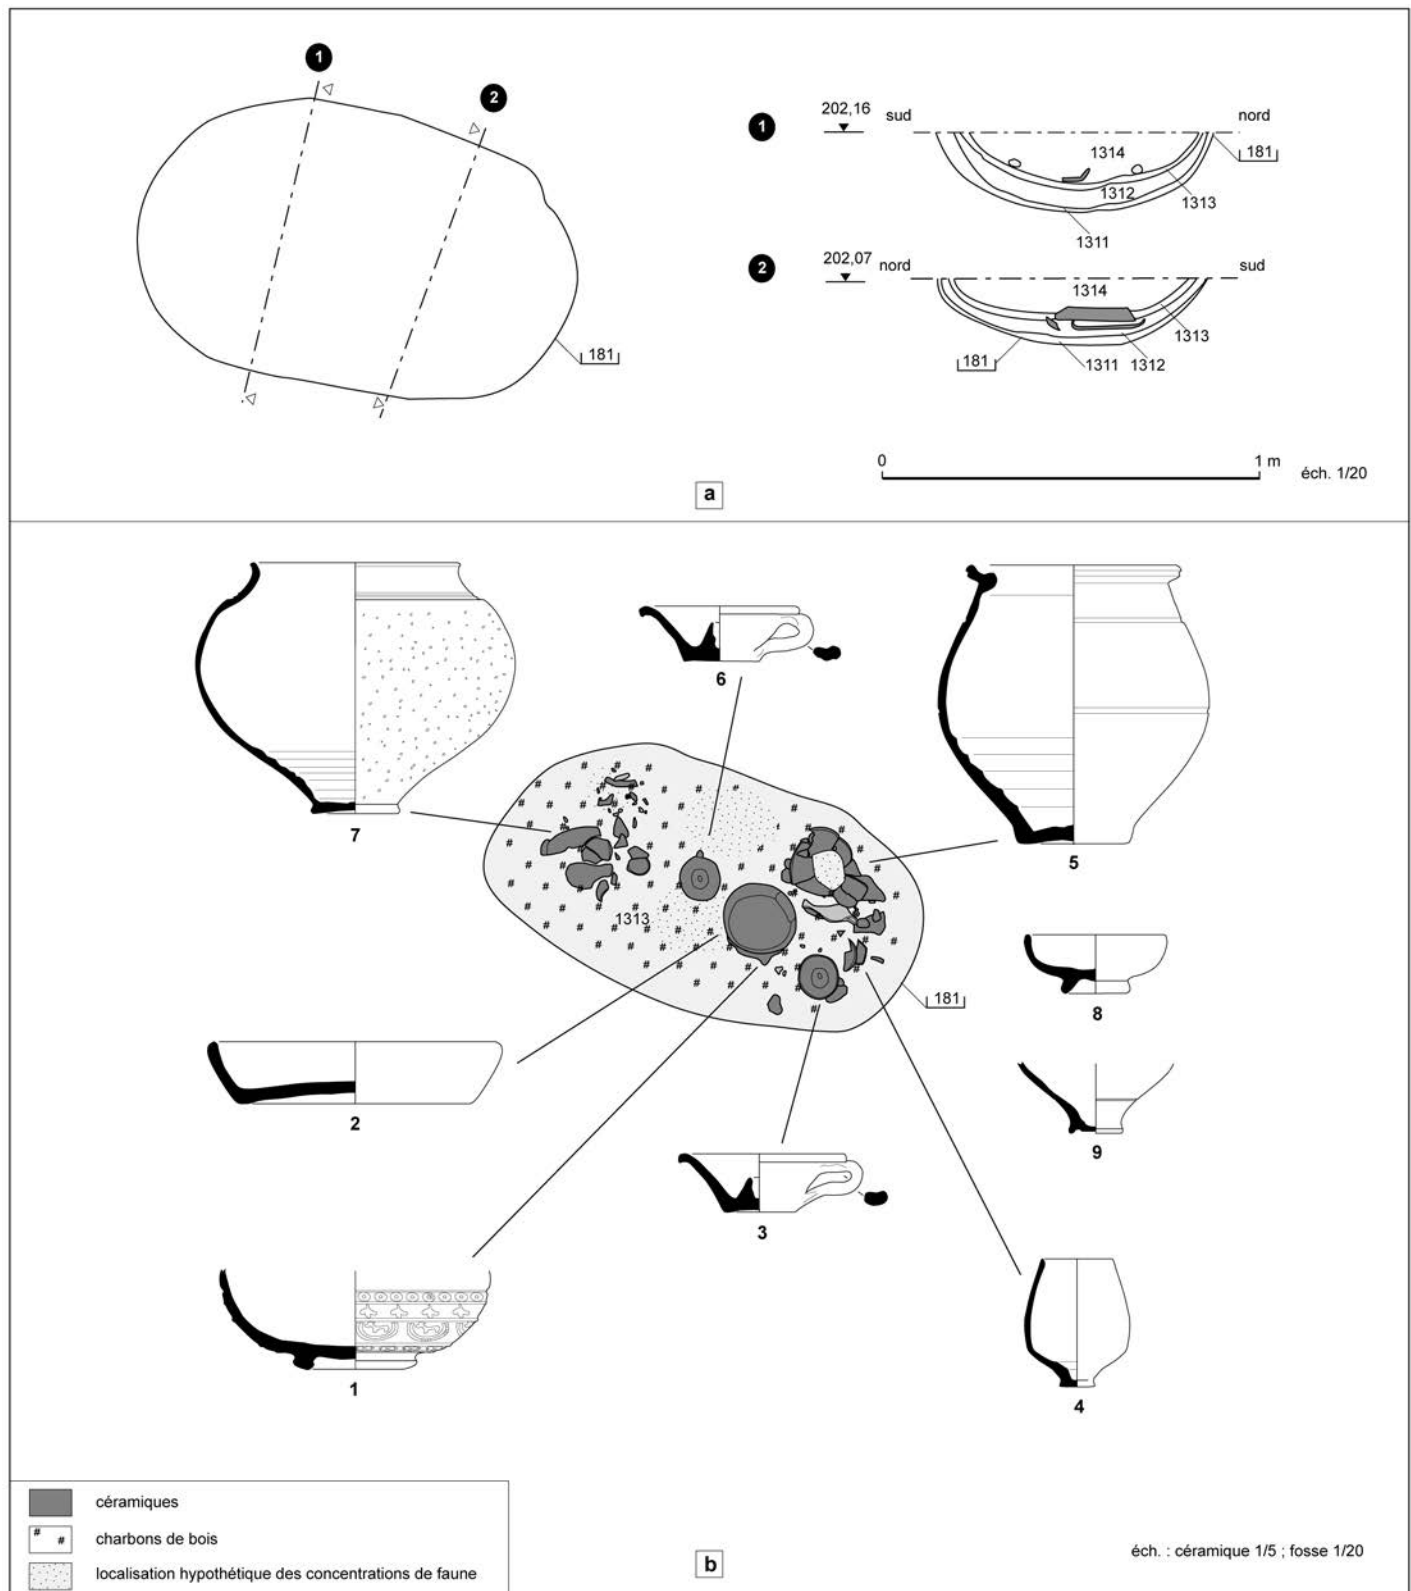 1
2
181
1
202,16
sud
nord
1314
181
1312
1313
1311
2
202,07
nord
sud
1314
1313
181
1311
1312
0
1 m
éch. 1/20
a
7
6
5
1313
181
8
2
9
3
1
4
céramiques
# # charbons de bois
localisation hypothétique des concentrations de faune
b
éch. : céramique 1/5 ; fosse 1/20